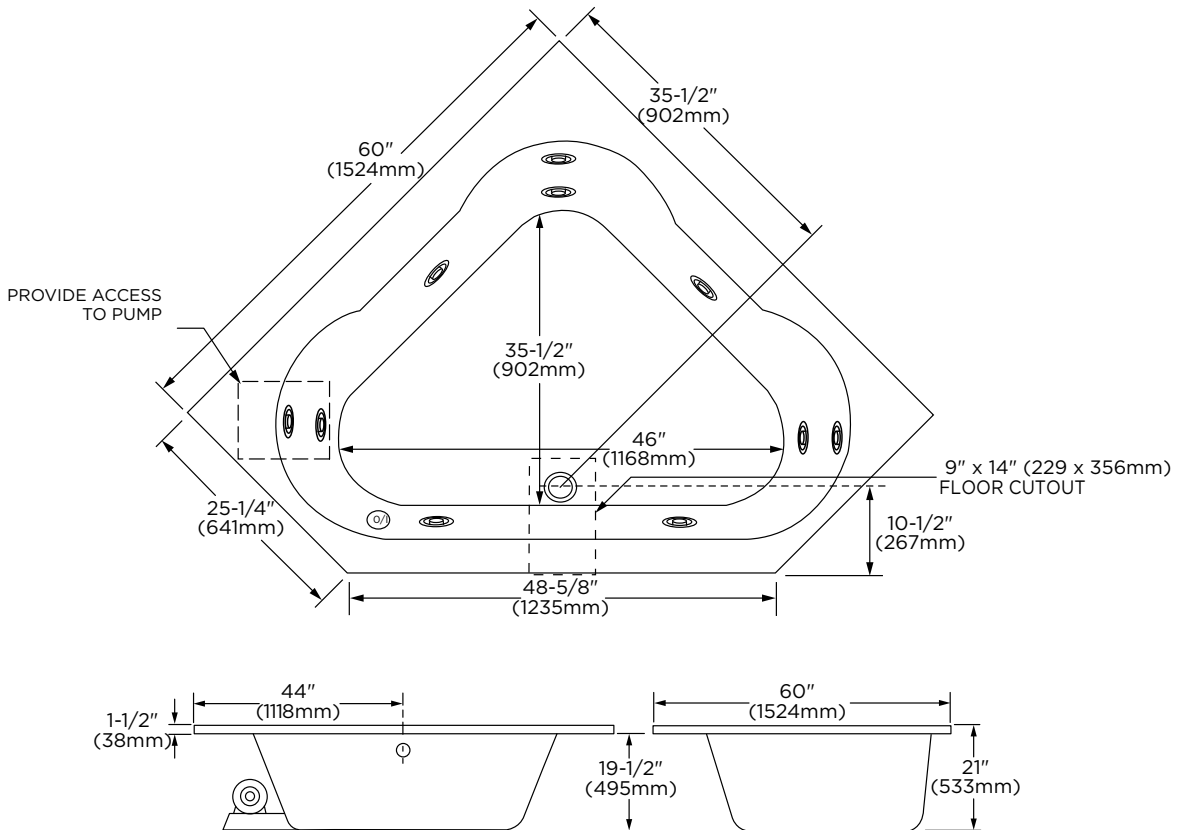 35-1/2"
(902mm)
60"
(1524mm)
PROVIDE ACCESS
TO PUMP
35-1/2"
(902mm)
46"
(1168mm)
9" x 14" (229 x 356mm)
FLOOR CUTOUT
25-1/4"
(641mm)
O/I
10-1/2"
(267mm)
48-5/8"
(1235mm)
44"
(1118mm)
1-1/2"
(38mm)
19-1/2"
(495mm)
60"
(1524mm)
21"
(533mm)